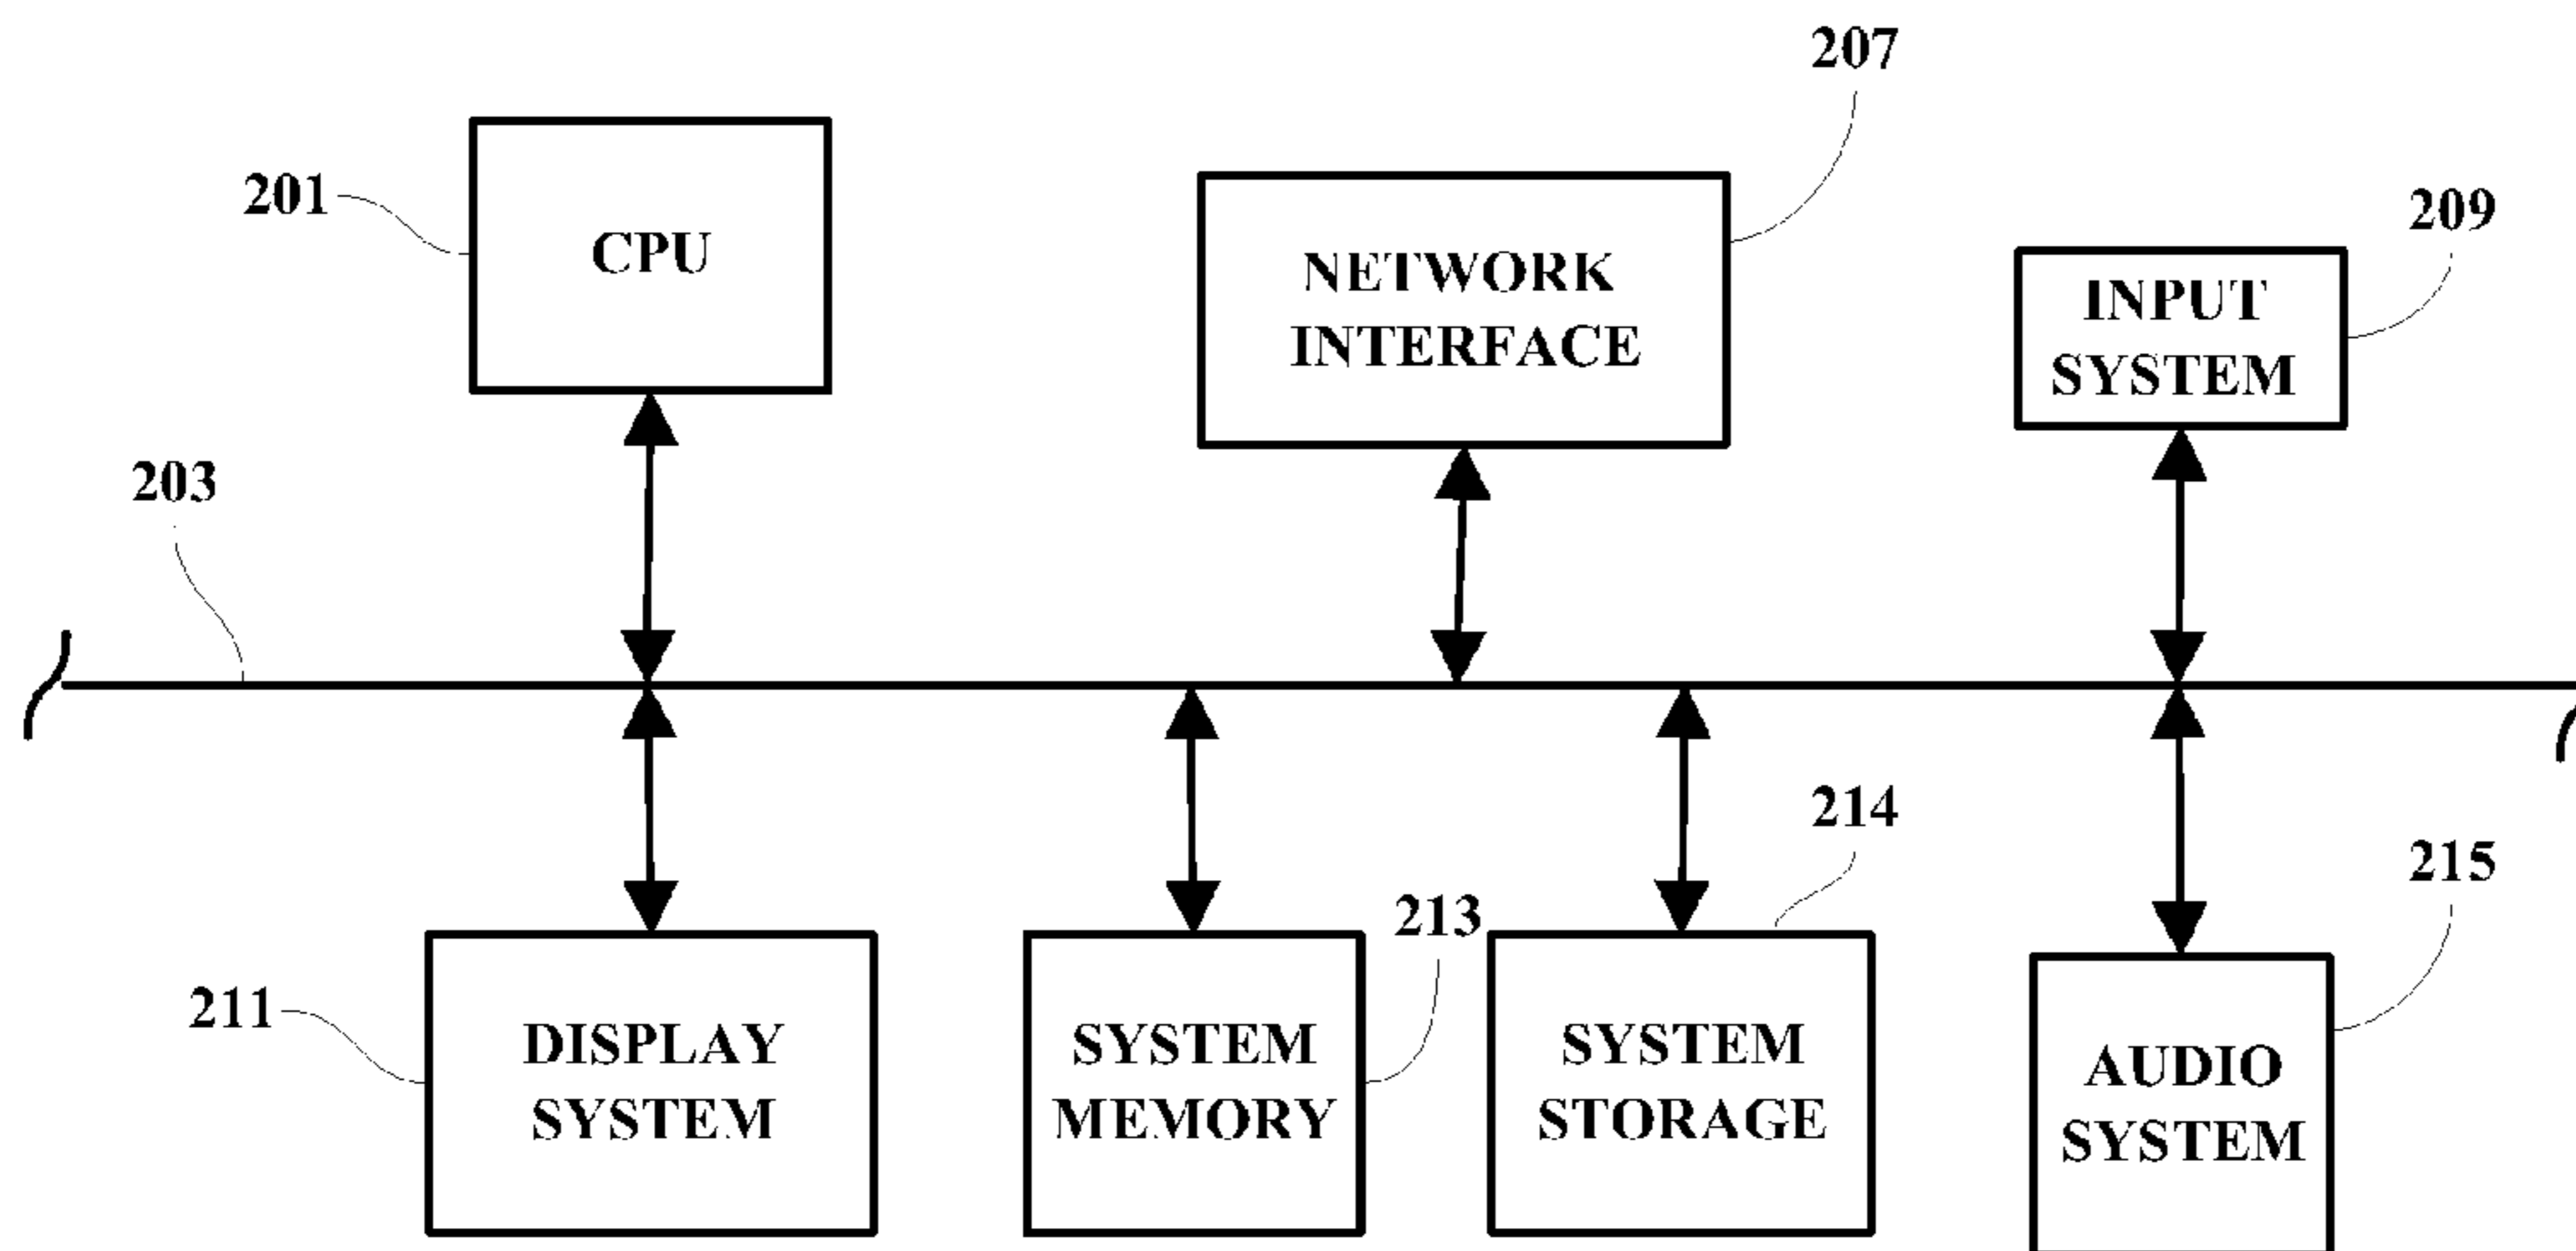 207
201
CPU
209
NETWORK
INTERFACE
INPUT
SYSTEM
203
214
215
213
211
DISPLAY
SYSTEM
SYSTEM
MEMORY
SYSTEM
STORAGE
AUDIO
SYSTEM